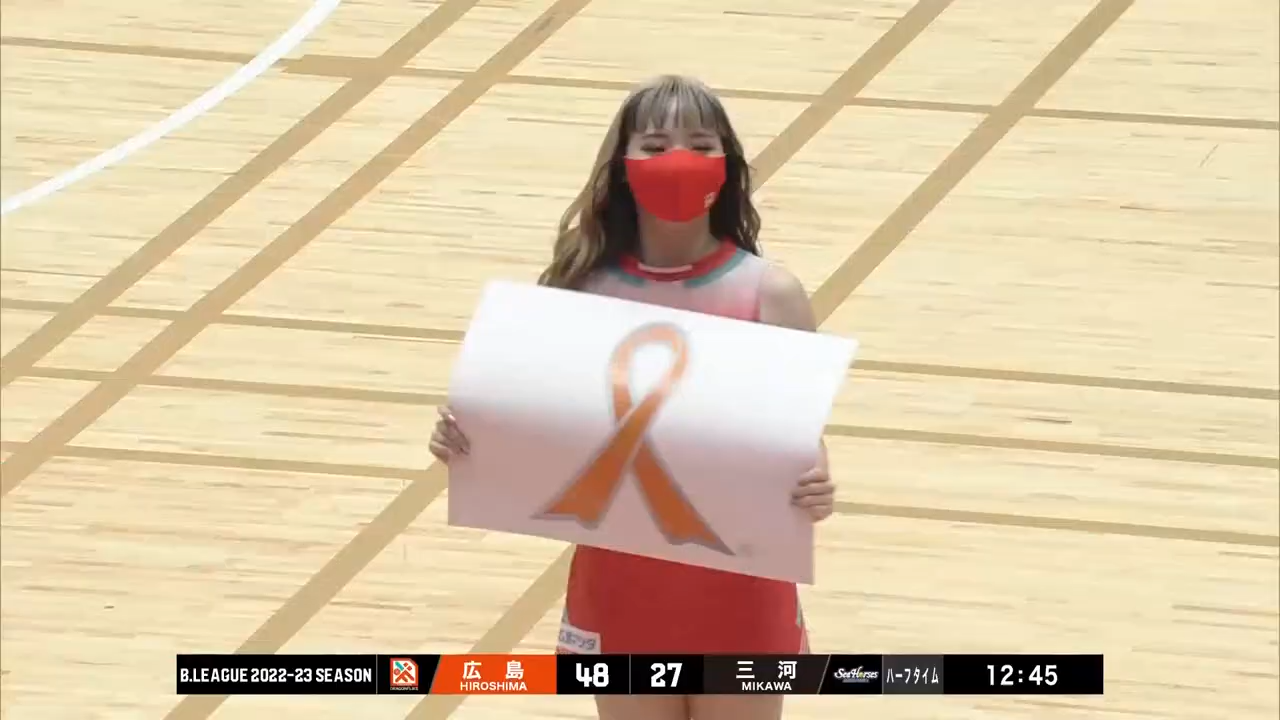 B.LEAGUE 2022-23 SEASON
DRAGONFLIES
広島
HIROSHIMA
48
27
三河
MIKAWA
SeaHorses
ハーフタイム
12:45